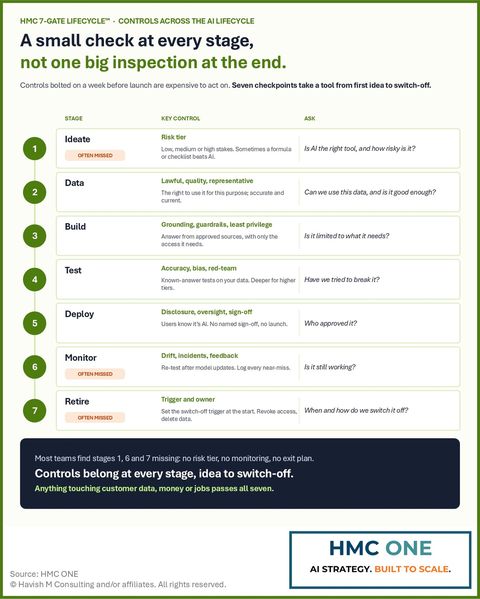 HMC 7-GATE LIFECYCLE™ · CONTROLS ACROSS THE AI LIFECYCLE
A small check at every stage,
not one big inspection at the end.
Controls bolted on a week before launch are expensive to act on. Seven checkpoints take a tool from first idea to switch-off.
STAGE KEY CONTROL ASK
1 Ideate
OFTEN MISSED
Risk tier
Low, medium or high stakes. Sometimes a formula
or checklist beats AI.
Is AI the right tool, and how risky is it?
2 Data
Lawful, quality, representative
The right to use it for this purpose; accurate and
current.
Can we use this data, and is it good enough?
3 Build
Grounding, guardrails, least privilege
Answer from approved sources, with only the
access it needs.
Is it limited to what it needs?
4 Test
Accuracy, bias, red-team
Known-answer tests on your data. Deeper for higher
tiers.
Have we tried to break it?
5 Deploy
Disclosure, oversight, sign-off
Users know it's AI. No named sign-off, no launch.
Who approved it?
6 Monitor
OFTEN MISSED
Drift, incidents, feedback
Re-test after model updates. Log every near-miss.
Is it still working?
7 Retire
OFTEN MISSED
Trigger and owner
Set the switch-off trigger at the start. Revoke access,
delete data.
When and how do we switch it off?
Most teams find stages 1, 6 and 7 missing: no risk tier, no monitoring, no exit plan.
Controls belong at every stage, idea to switch-off.
Anything touching customer data, money or jobs passes all seven.
HMC ONE
AI STRATEGY. BUILT TO SCALE.
Source: HMC ONE
© Havish M Consulting and/or affiliates. All rights reserved.